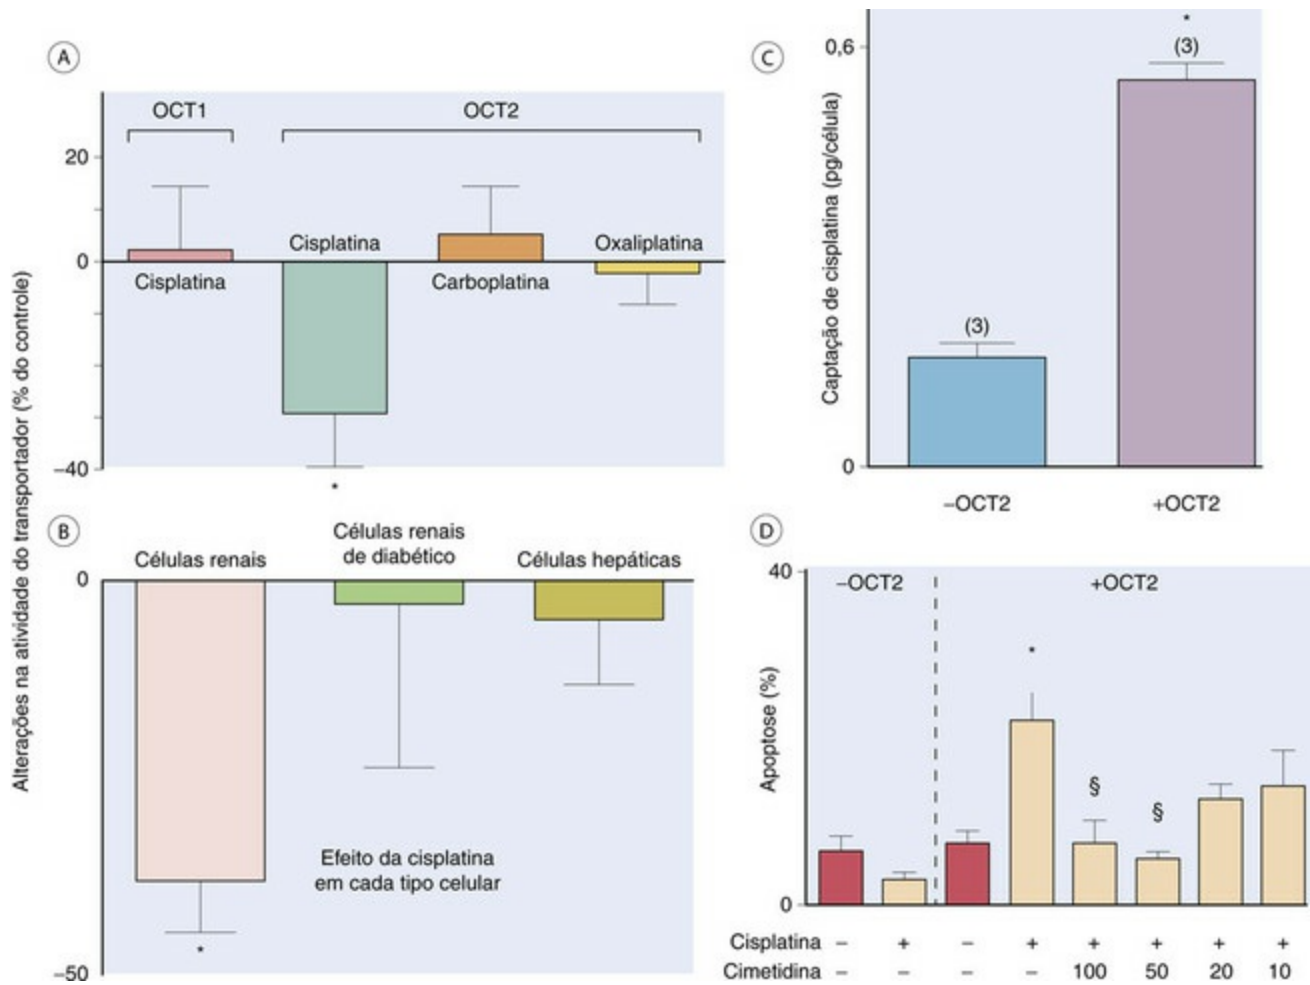 Alterações na atividade do transportador (% do controle)
A
OCT1
OCT2
20
0
–40
Cisplatina
Cisplatina
Carboplatina
Oxaliplatina
*
B
Células renais
Células renais
de diabético
Células hepáticas
0
–50
Efeito da cisplatina
em cada tipo celular
*
C
Captação de cisplatina (pg/célula)
0,6
0
*
(3)
(3)
–OCT2
+OCT2
D
Apoptose (%)
40
0
–OCT2
+OCT2
*
§
§
Cisplatina – + – + + + + +
Cimetidina – – – – 100 50 20 10